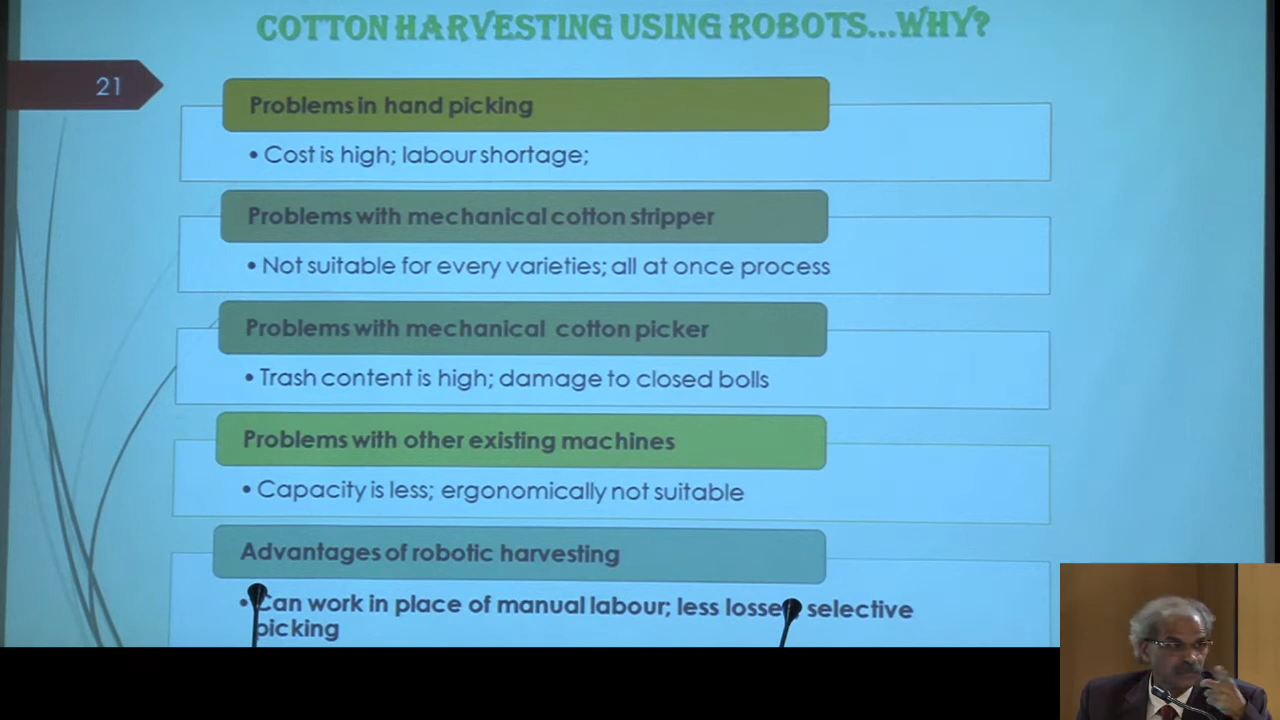 COTTON HARVESTING USING ROBOTS...WHY?
21
Problems in hand picking
• Cost is high; labour shortage;
Problems with mechanical cotton stripper
• Not suitable for every varieties; all at once process
Problems with mechanical cotton picker
• Trash content is high; damage to closed bolls
Problems with other existing machines
• Capacity is less; ergonomically not suitable
Advantages of robotic harvesting
• Can work in place of manual labour; less losses; selective
picking